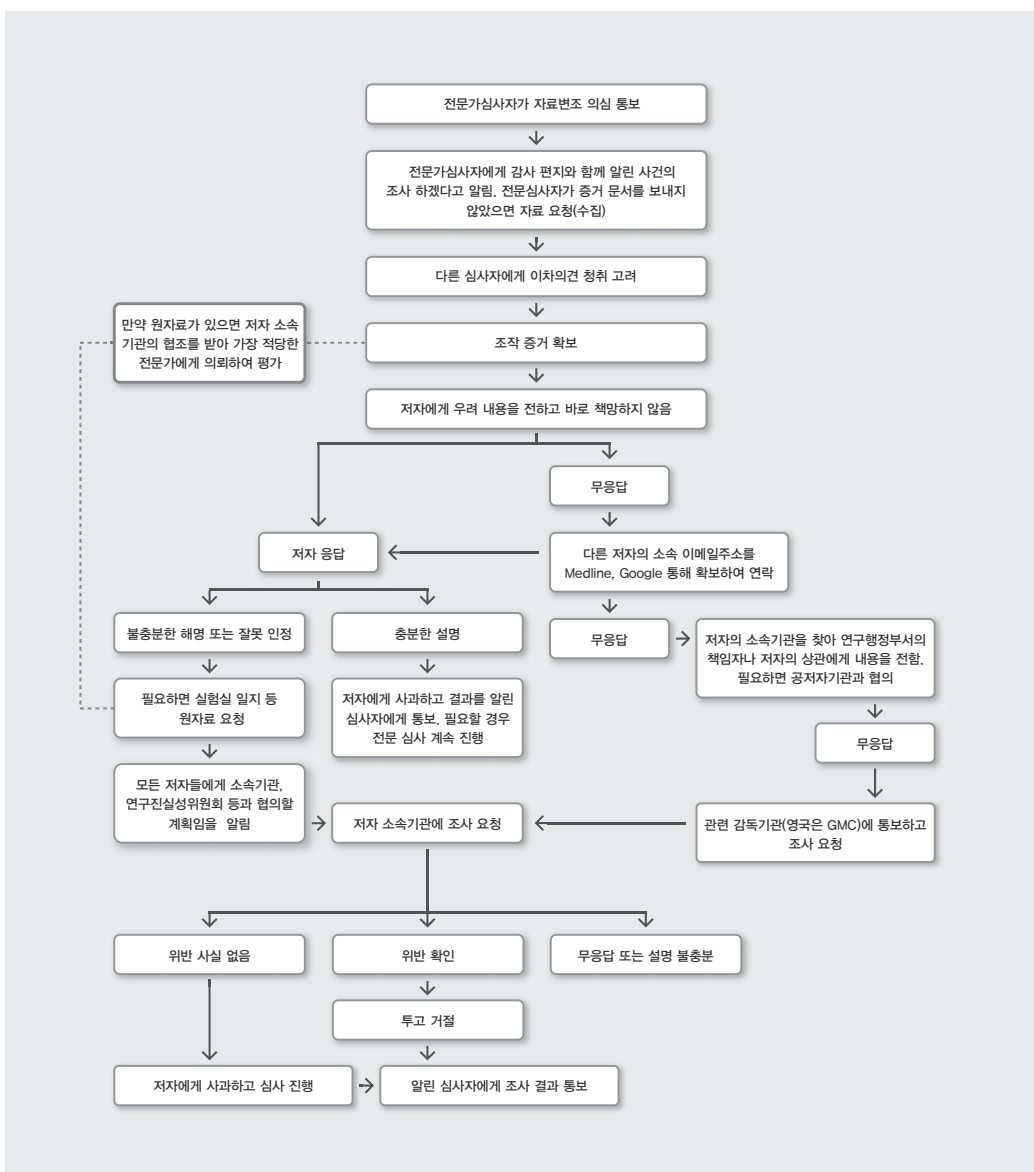 전문가심사자가 자료변조 의심 통보
전문가심사자에게 감사 편지와 함께 알린 사건의
조사 하겠다고 알림. 전문심사자가 증거 문서를 보내지
않았으면 자료 요청(수집)
다른 심사자에게 이차의견 청취 고려
만약 원자료가 있으면 저자 소속
기관의 협조를 받아 가장 적당한
전문가에게 의뢰하여 평가
조작 증거 확보
저자에게 우려 내용을 전하고 바로 책망하지 않음
무응답
저자 응답
다른 저자의 소속 이메일주소를
Medline, Google 통해 확보하여 연락
불충분한 해명 또는 잘못 인정
충분한 설명
무응답
저자의 소속기관을 찾아 연구행정부서의
책임자나 저자의 상관에게 내용을 전함.
필요하면 공저자기관과 협의
필요하면 실험실 일지 등
원자료 요청
저자에게 사과하고 결과를 알린
심사자에게 통보. 필요할 경우
전문 심사 계속 진행
무응답
모든 저자들에게 소속기관,
연구진실성위원회 등과 협의할
계획임을 알림
저자 소속기관에 조사 요청
관련 감독기관(영국은 GMC)에 통보하고
조사 요청
위반 사실 없음
위반 확인
무응답 또는 설명 불충분
투고 거절
저자에게 사과하고 심사 진행
알린 심사자에게 조사 결과 통보